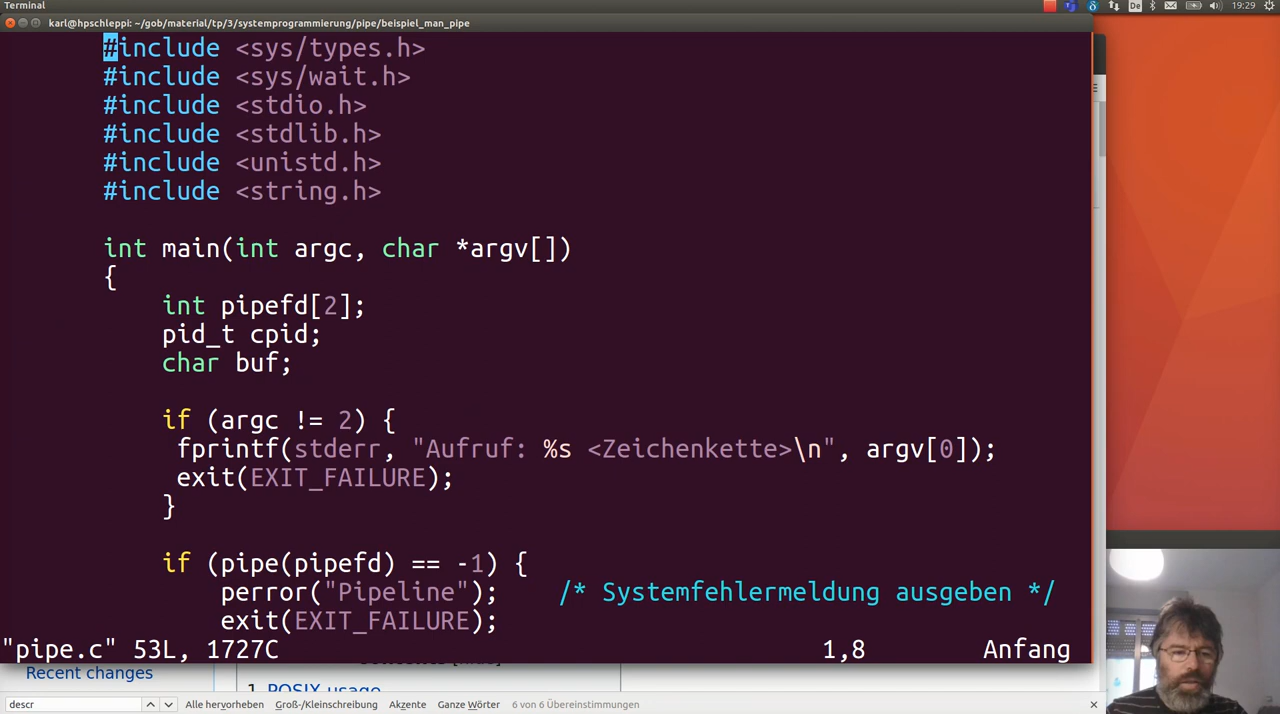 Terminal
De
19:29
karl@hpschleppi: ~/gob/material/tp/3/systemprogrammierung/pipe/beispiel_man_pipe
#include <sys/types.h>
#include <sys/wait.h>
#include <stdio.h>
#include <stdlib.h>
#include <unistd.h>
#include <string.h>
int main(int argc, char *argv[])
{
int pipefd[2];
pid_t cpid;
char buf;
if (argc != 2) {
fprintf(stderr, "Aufruf: %s <Zeichenkette>\n", argv[0]);
exit(EXIT_FAILURE);
}
if (pipe(pipefd) == -1) {
perror("Pipeline"); /* Systemfehlermeldung ausgeben */
exit(EXIT_FAILURE);
"pipe.c" 53L, 1727C 1,8 Anfang
Recent changes
1 POSIX usage
descr Alle hervorheben Groß-/Kleinschreibung Akzente Ganze Wörter 6 von 6 Übereinstimmungen